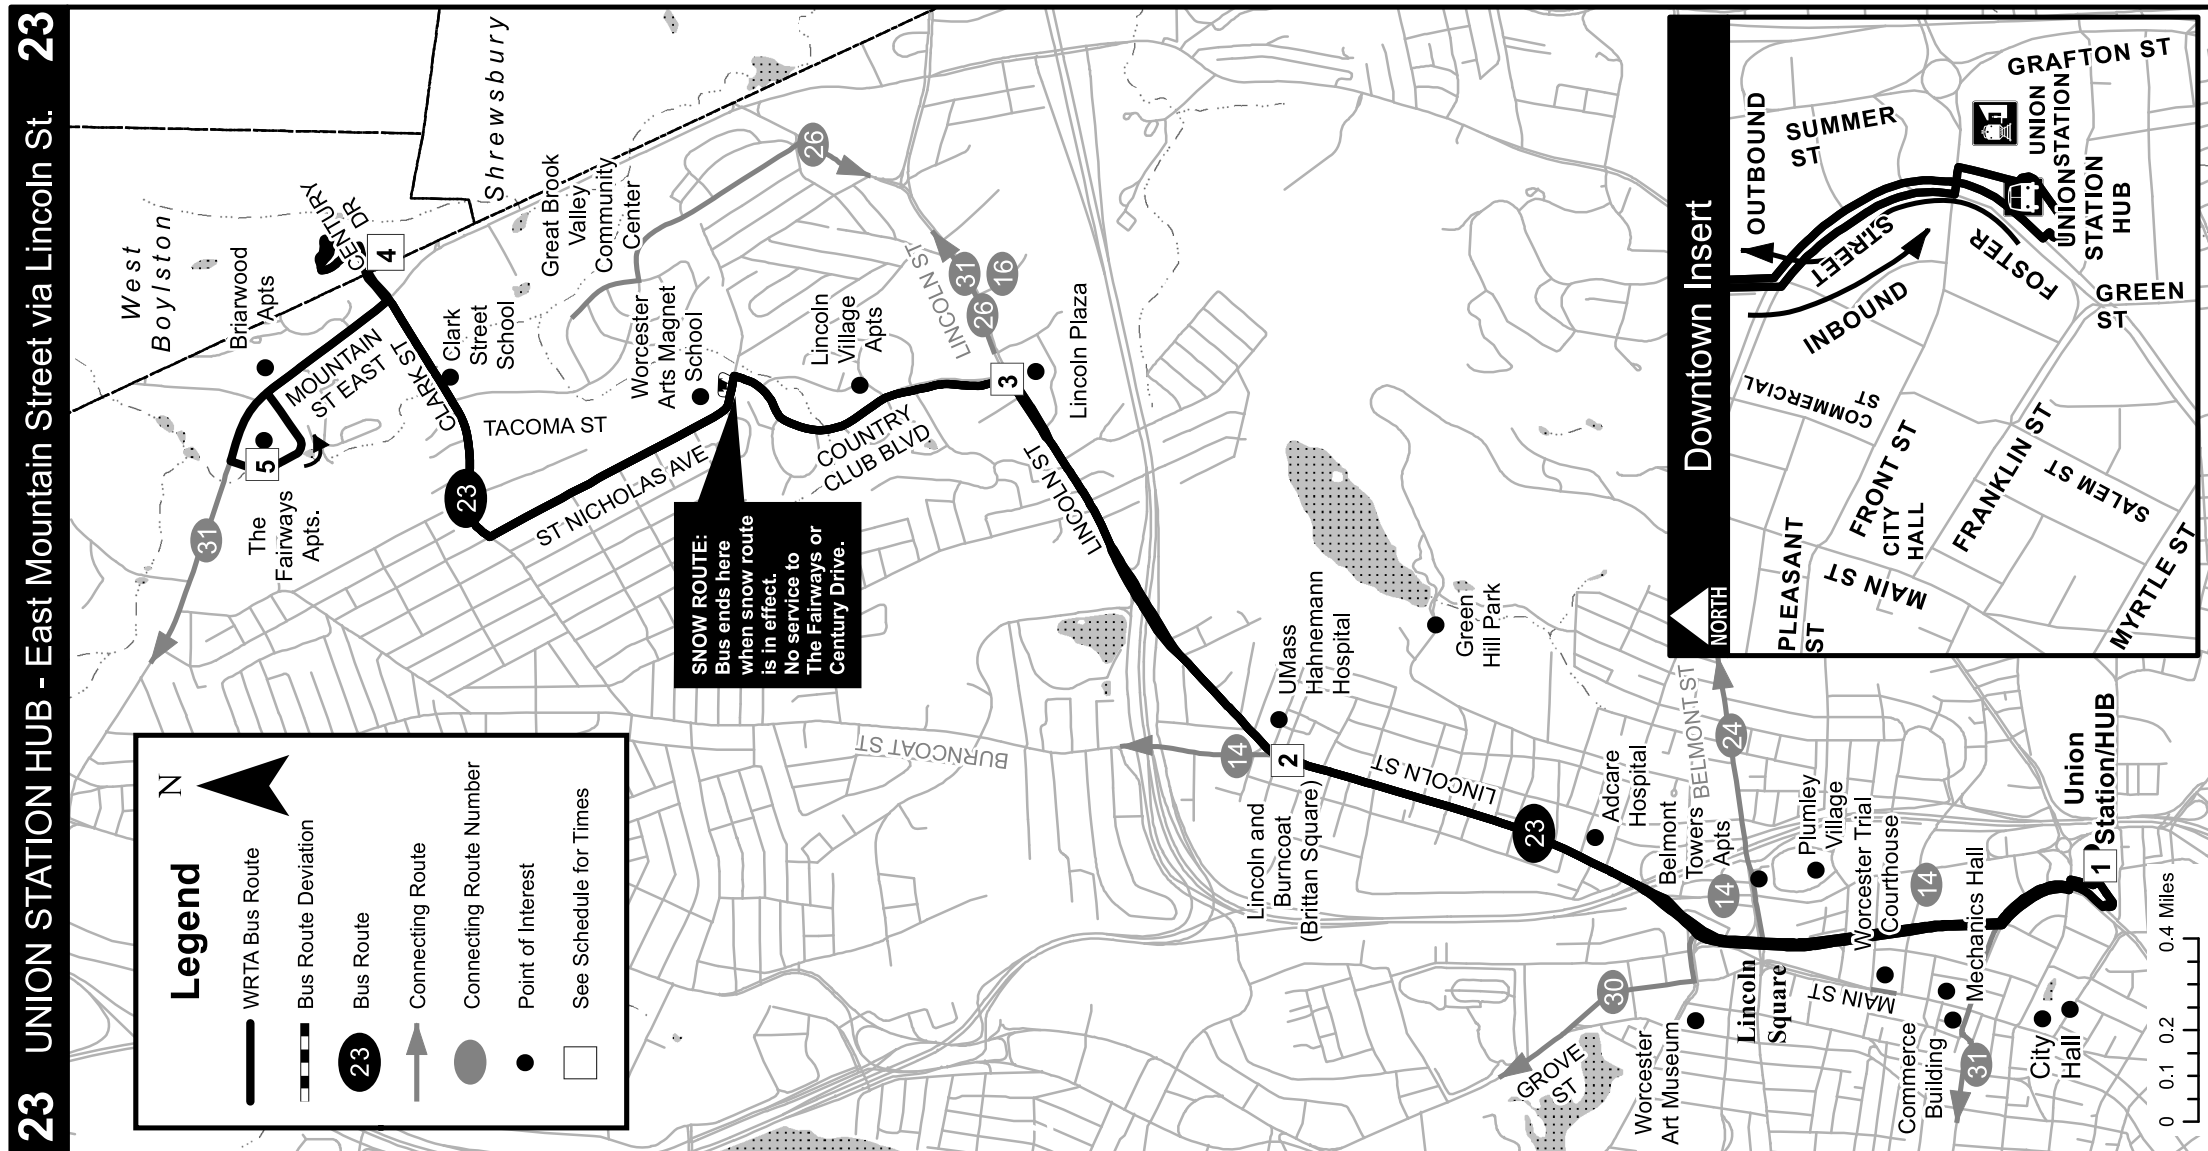 23 UNION STATION HUB - East Mountain Street via Lincoln St. 23
Legend
N
WRTA Bus Route
Bus Route Deviation
23
Bus Route
Connecting Route
Connecting Route Number
Point of Interest
See Schedule for Times
West
Boylston
Shrewsbury
Briarwood
Apts
CENTURY
DR
4
MOUNTAIN
ST EAST
CLARK ST
5
The
Fairways
Apts.
31
Clark
Street
School
TACOMA ST
23
ST NICHOLAS AVE
Great Brook
Valley
Community
Center
26
Worcester
Arts Magnet
School
SNOW ROUTE:
Bus ends here
when snow route
is in effect.
No service to
The Fairways or
Century Drive.
Lincoln
Village
Apts
COUNTRY
CLUB BLVD
LINCOLN ST
31
16
26
3
Lincoln Plaza
LINCOLN ST
BURNCOAT ST
14
2
UMass
Hahnemann
Hospital
Lincoln and
Burncoat
(Brittan Square)
Green
Hill Park
LINCOLN ST
23
Adcare
Hospital
Belmont
Towers
Apts
BELMONT ST
24
14
Plumley
Village
Worcester Trial
Courthouse
14
Mechanics Hall
Union
Station/HUB
1
30
GROVE
ST
Worcester
Art Museum
Lincoln
Square
MAIN ST
Commerce
Building
31
City
Hall
0 0.1 0.2 0.4 Miles
Downtown Insert
NORTH
OUTBOUND
INBOUND
SUMMER
ST
GRAFTON ST
UNION
STATION
UNION
STATION
HUB
FOSTER
STREET
GREEN
ST
COMMERCIAL
ST
FRONT ST
CITY
HALL
FRANKLIN ST
SALEM ST
PLEASANT
ST
MAIN ST
MYRTLE ST